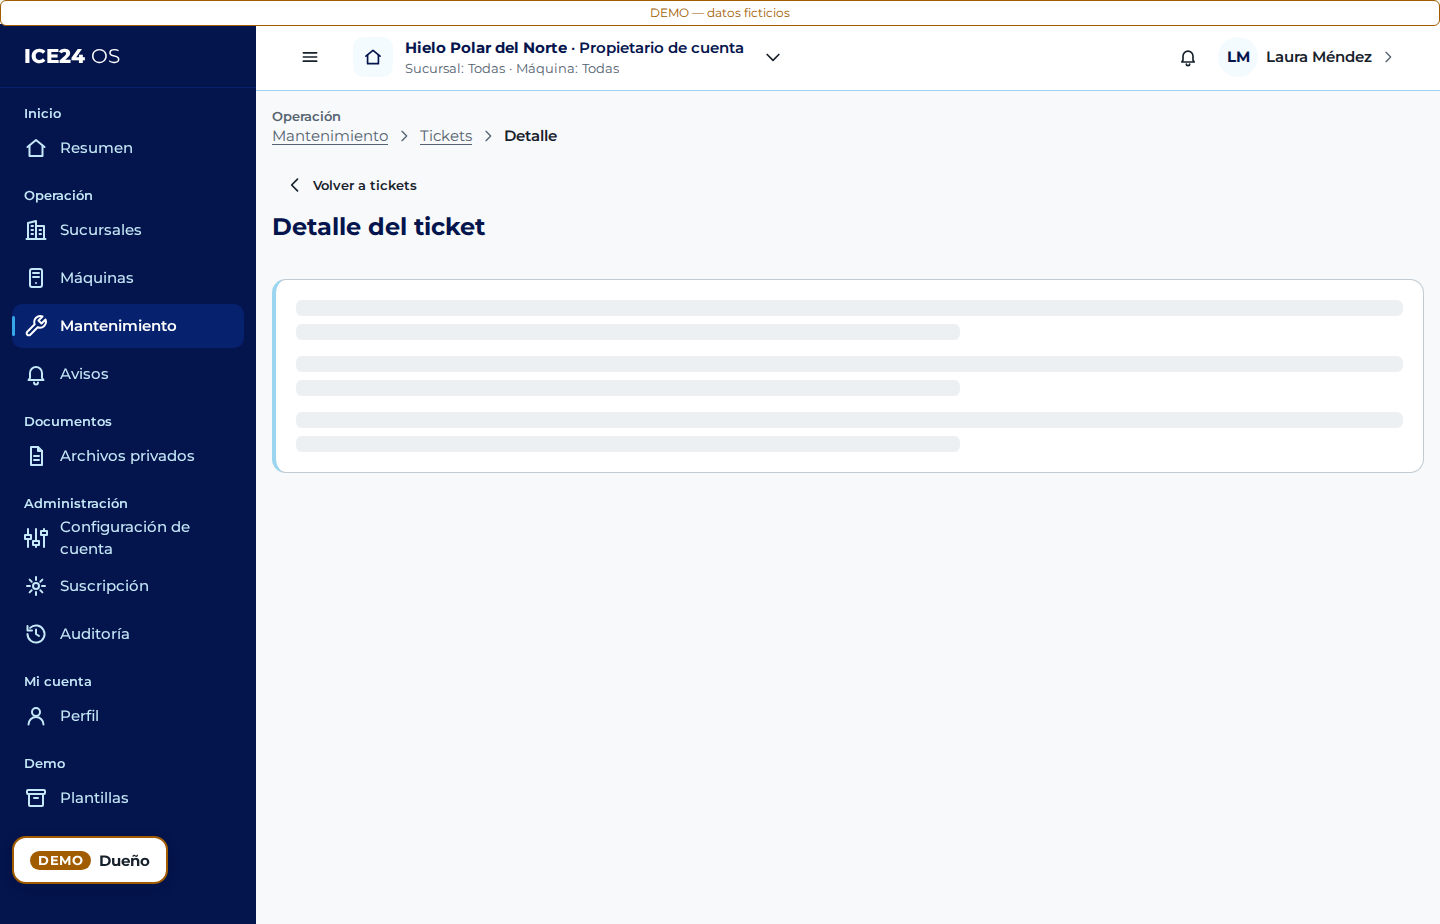 DEMO — datos ficticios
ICE24 OS
Inicio
Resumen
Operación
Sucursales
Máquinas
Mantenimiento
Avisos
Documentos
Archivos privados
Administración
Configuración de
cuenta
Suscripción
Auditoría
Mi cuenta
Perfil
Demo
Plantillas
DEMO Dueño
Hielo Polar del Norte · Propietario de cuenta
Sucursal: Todas · Máquina: Todas
LM Laura Méndez
Operación
Mantenimiento Tickets Detalle
Volver a tickets
Detalle del ticket